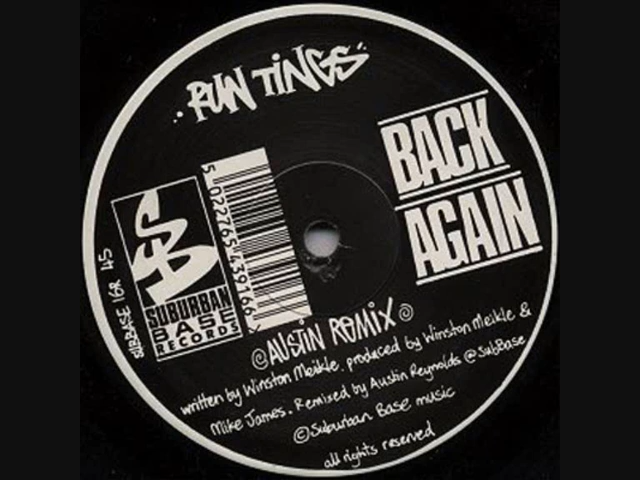 RUN TINGS
BACK
AGAIN
5 022765 439166 >
SB
SUBURBAN
BASE
RECORDS
SUBBASE 16R 45
AUSTIN REMIX
written by Winston Meikle. produced by Winston Meikle &
Mike James. Remixed by Austin Reynolds @ SubBase
©Suburban Base music
all rights reserved